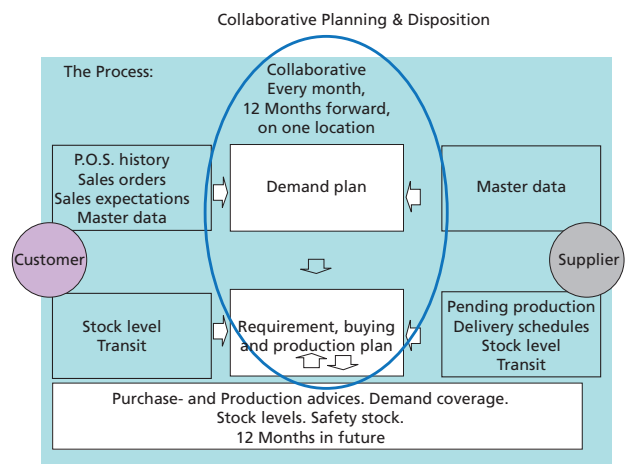 Collaborative Planning & Disposition
The Process:
Collaborative
Every month,
12 Months forward,
on one location
P.O.S. history
Sales orders
Sales expectations
Master data
Demand plan
Master data
Customer
Supplier
Stock level
Transit
Requirement, buying
and production plan
Pending production
Delivery schedules
Stock level
Transit
Purchase- and Production advices. Demand coverage.
Stock levels. Safety stock.
12 Months in future